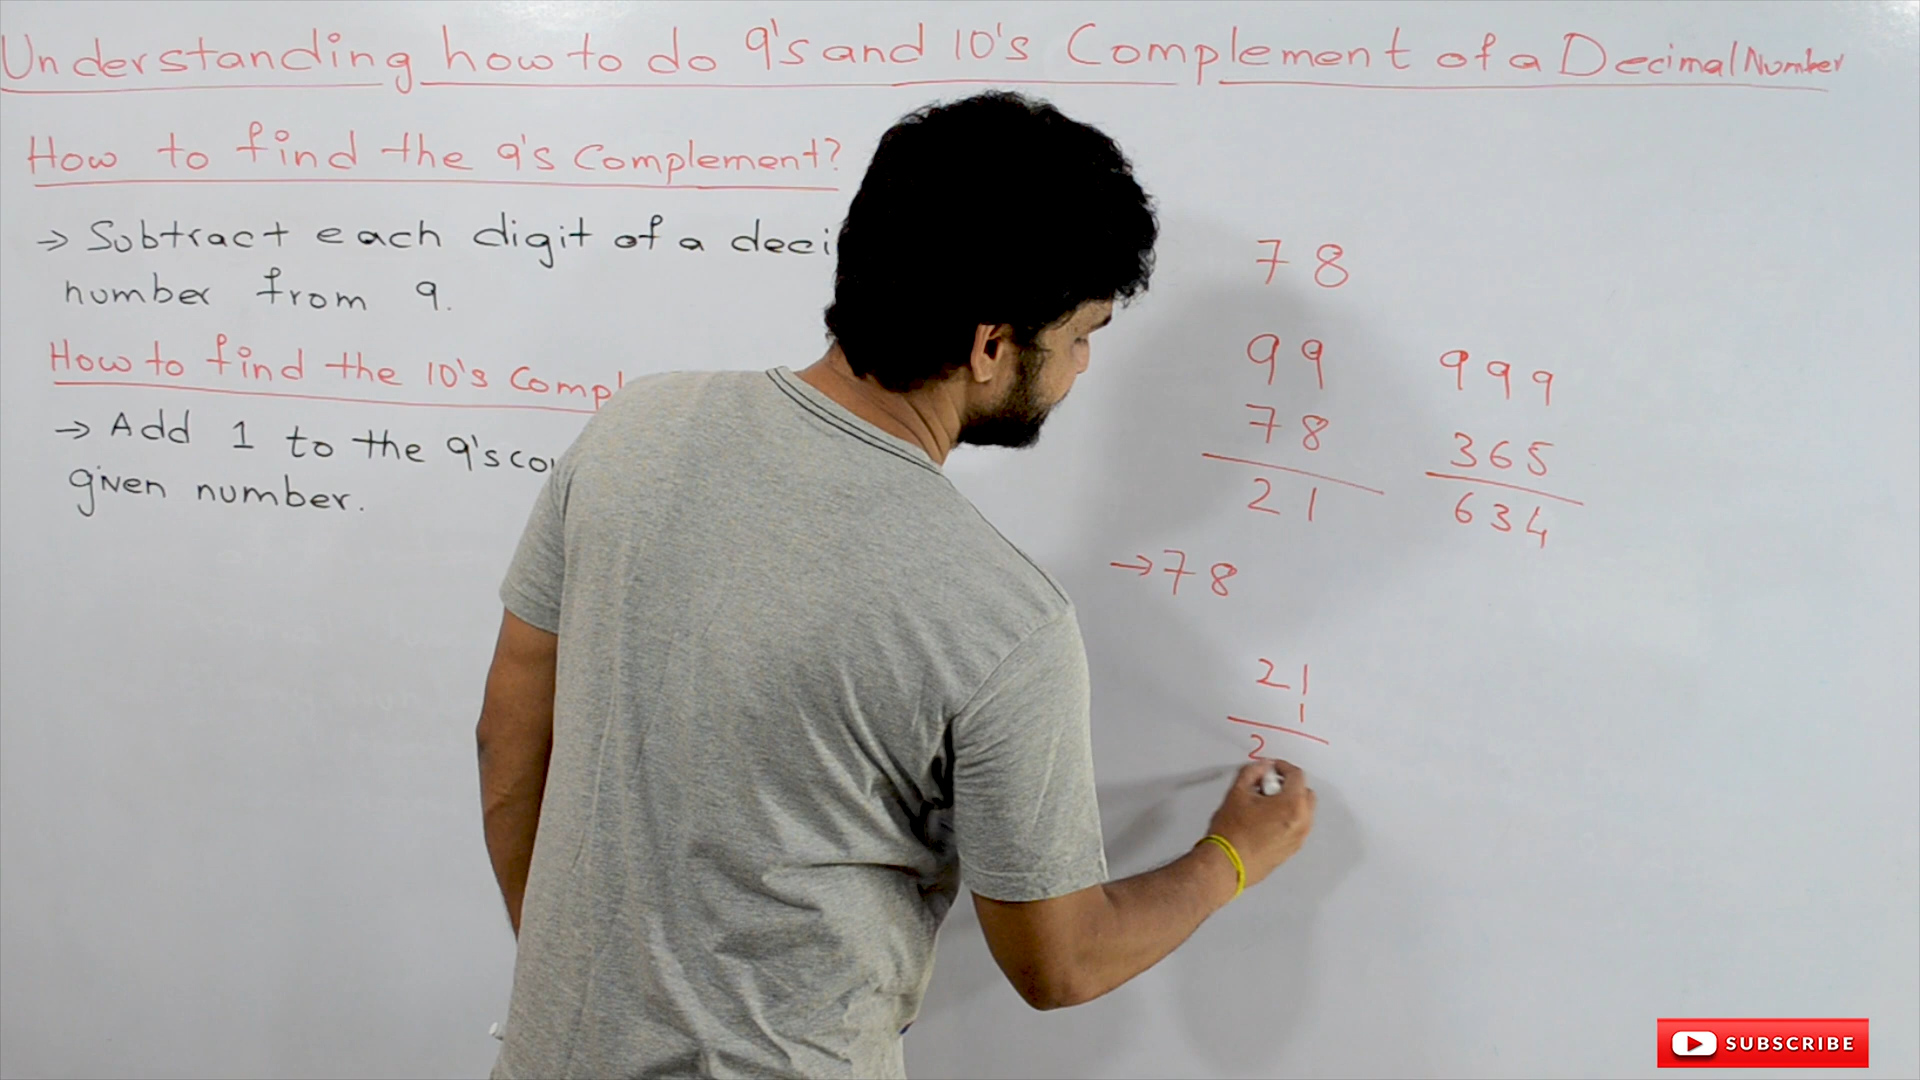 Understanding how to do 9's and 10's Complement of a Decimal Number
How to find the 9's complement?
→ Subtract each digit of a deci
number from 9.
How to find the 10's Compl
→ Add 1 to the 9's co
given number.
78
99
78
21
999
365
634
→ 78
21
1
2
SUBSCRIBE